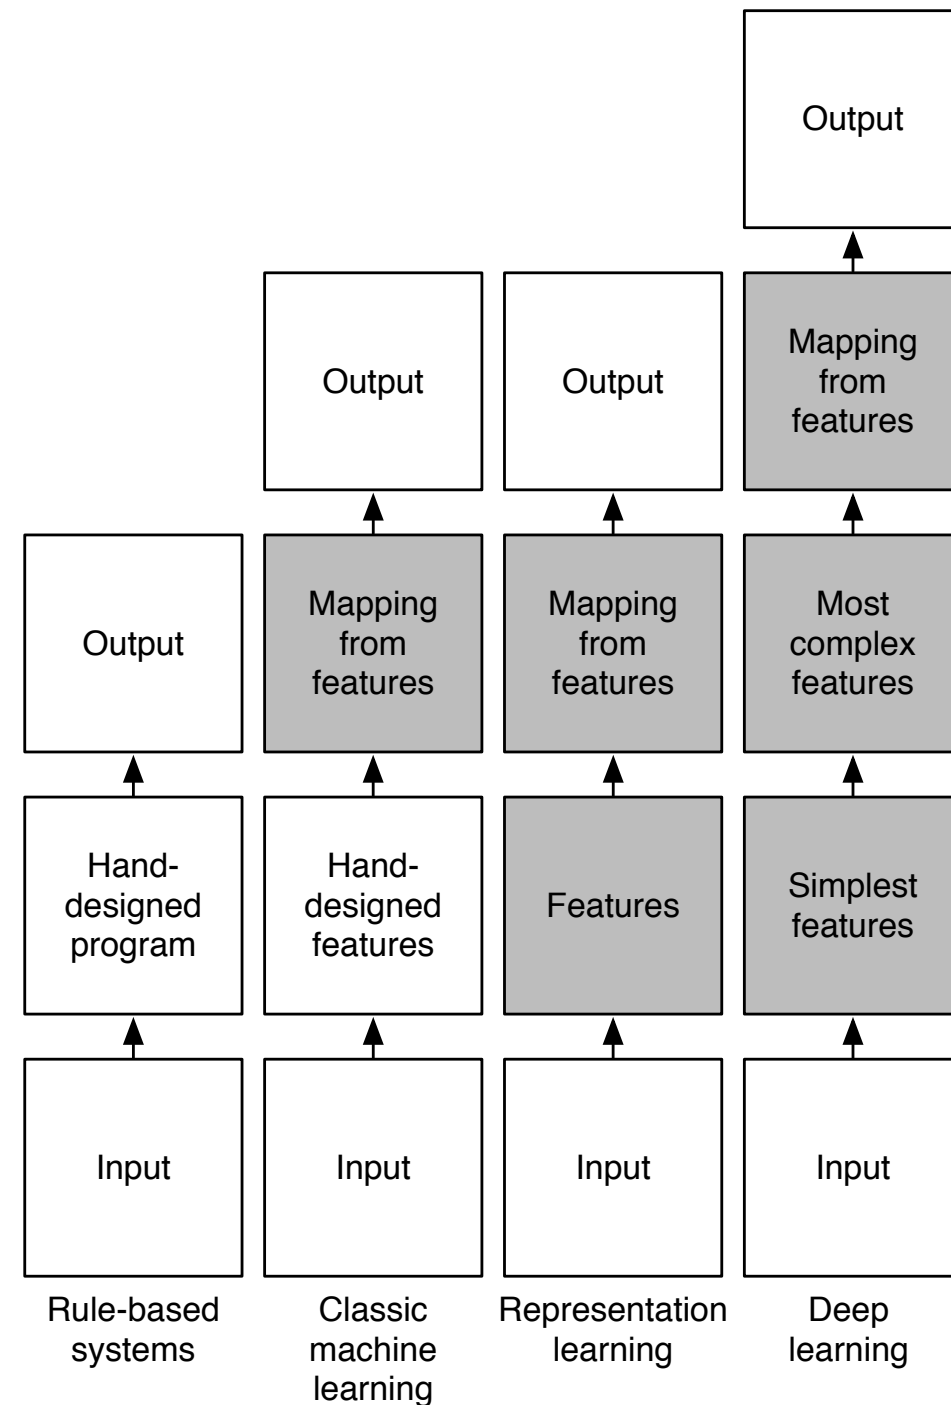 Output
Mapping
from
features
Output
Output
Most
complex
features
Mapping
from
features
Mapping
from
features
Output
Simplest
features
Features
Hand-
designed
features
Hand-
designed
program
Input
Input
Input
Input
Rule-based
systems
Classic
machine
learning
Representation
learning
Deep
learning